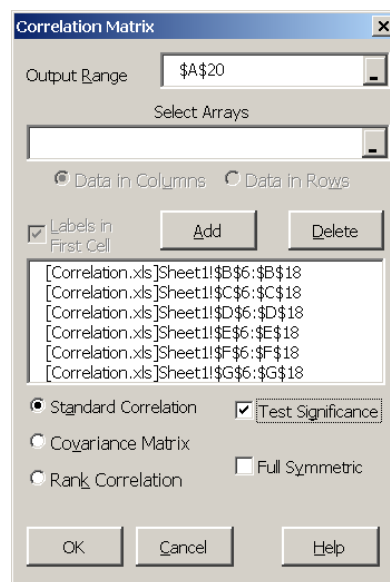 Correlation Matrix
Output Range $A$20
Select Arrays
Data in Columns Data in Rows
Labels in First Cell
Add
Delete
[Correlation.xls]Sheet1!$B$6:$B$18
[Correlation.xls]Sheet1!$C$6:$C$18
[Correlation.xls]Sheet1!$D$6:$D$18
[Correlation.xls]Sheet1!$E$6:$E$18
[Correlation.xls]Sheet1!$F$6:$F$18
[Correlation.xls]Sheet1!$G$6:$G$18
Standard Correlation
Test Significance
Covariance Matrix
Full Symmetric
Rank Correlation
OK
Cancel
Help